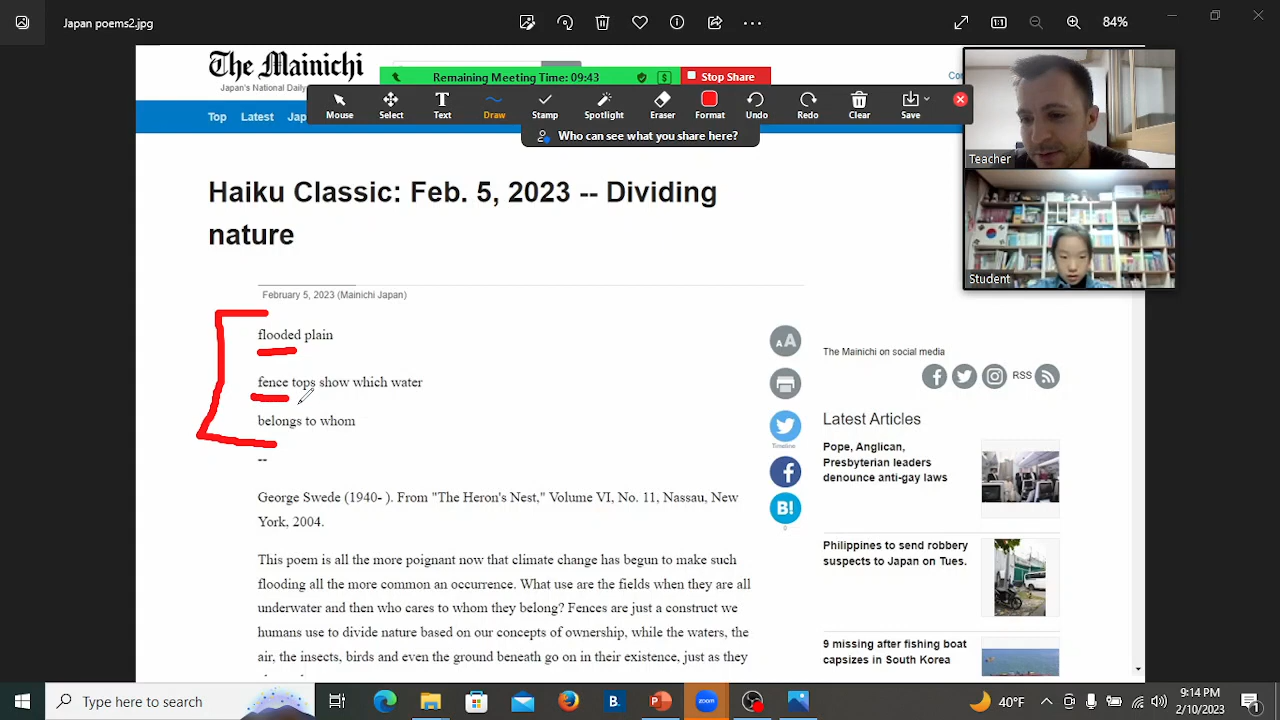 Japan poems2.jpg
84%
The Mainichi
Japan's National Daily
Remaining Meeting Time: 09:43
$
Stop Share
Mouse
Select
Text
Draw
Stamp
Spotlight
Eraser
Format
Undo
Redo
Clear
Save
Who can see what you share here?
Top
Latest
Teacher
Student
Haiku Classic: Feb. 5, 2023 -- Dividing
nature
February 5, 2023 (Mainichi Japan)
flooded plain
fence tops show which water
belongs to whom
--
George Swede (1940- ). From "The Heron's Nest," Volume VI, No. 11, Nassau, New
York, 2004.
This poem is all the more poignant now that climate change has begun to make such
flooding all the more common an occurrence. What use are the fields when they are all
underwater and then who cares to whom they belong? Fences are just a construct we
humans use to divide nature based on our concepts of ownership, while the waters, the
air, the insects, birds and even the ground beneath go on in their existence, just as they
AA
Timeline
B!
0
The Mainichi on social media
RSS
Latest Articles
Pope, Anglican,
Presbyterian leaders
denounce anti-gay laws
Philippines to send robbery
suspects to Japan on Tues.
9 missing after fishing boat
capsizes in South Korea
Type here to search
B.
zoom
40°F
3:14 PM
2/10/2023
1